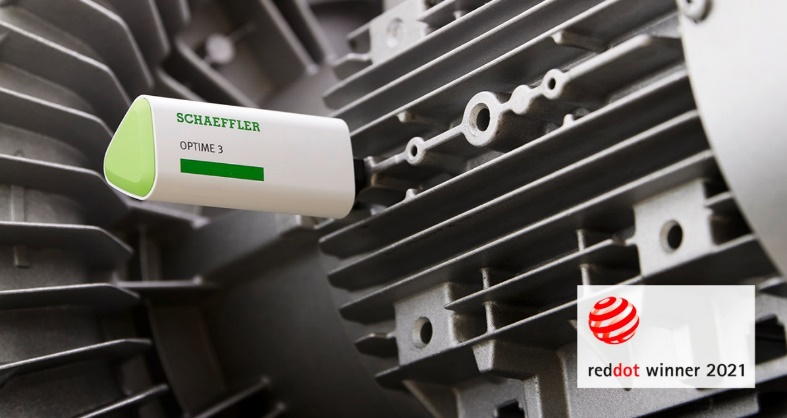 SCHAEFFLER
OPTIME 3
reddot winner 2021